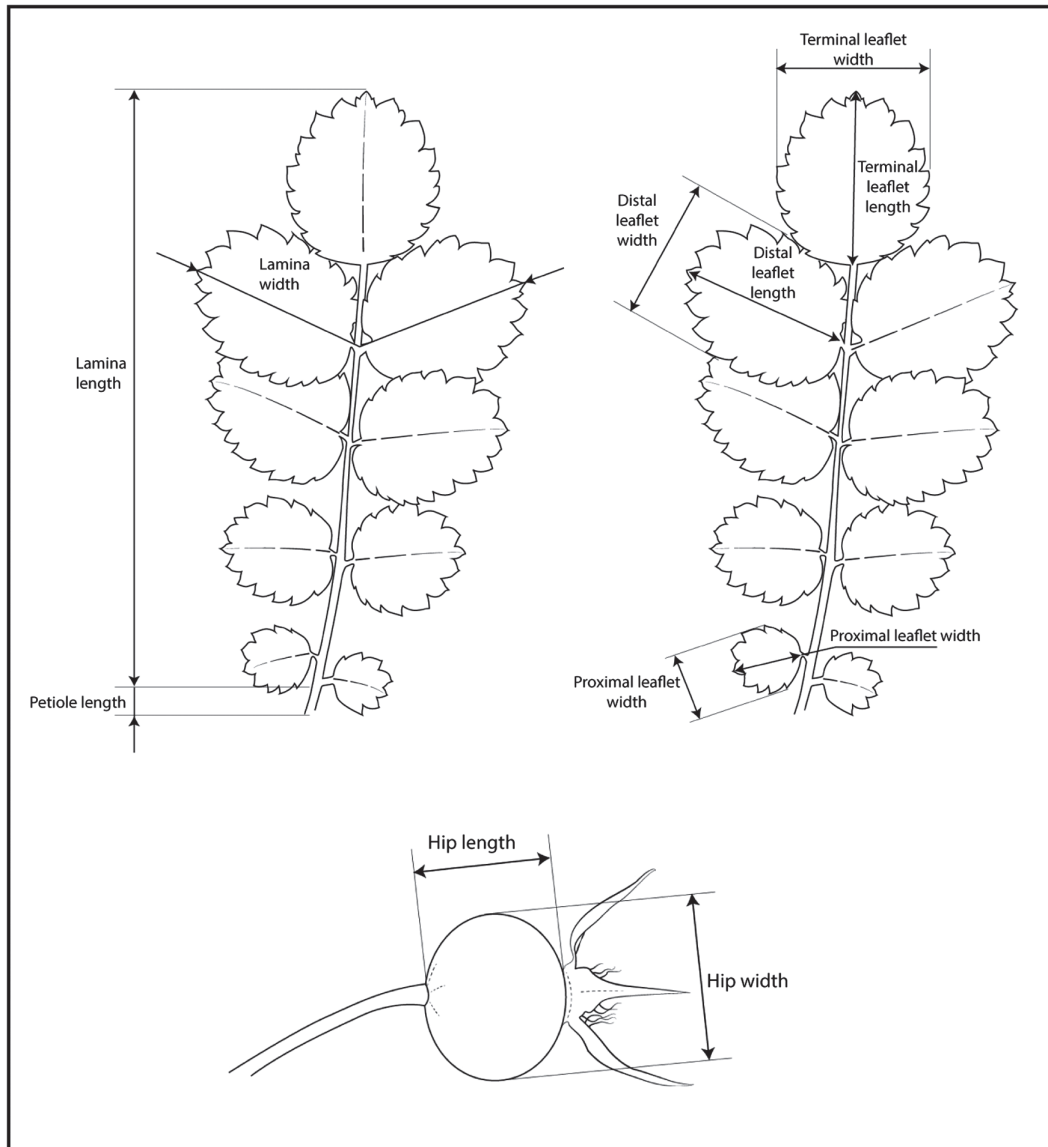 Terminal leaflet
width
Terminal
leaflet
length
Distal
leaflet
width
Distal
leaflet
length
Lamina
width
Lamina
length
Proximal leaflet width
Proximal leaflet
width
Petiole length
Hip length
Hip width